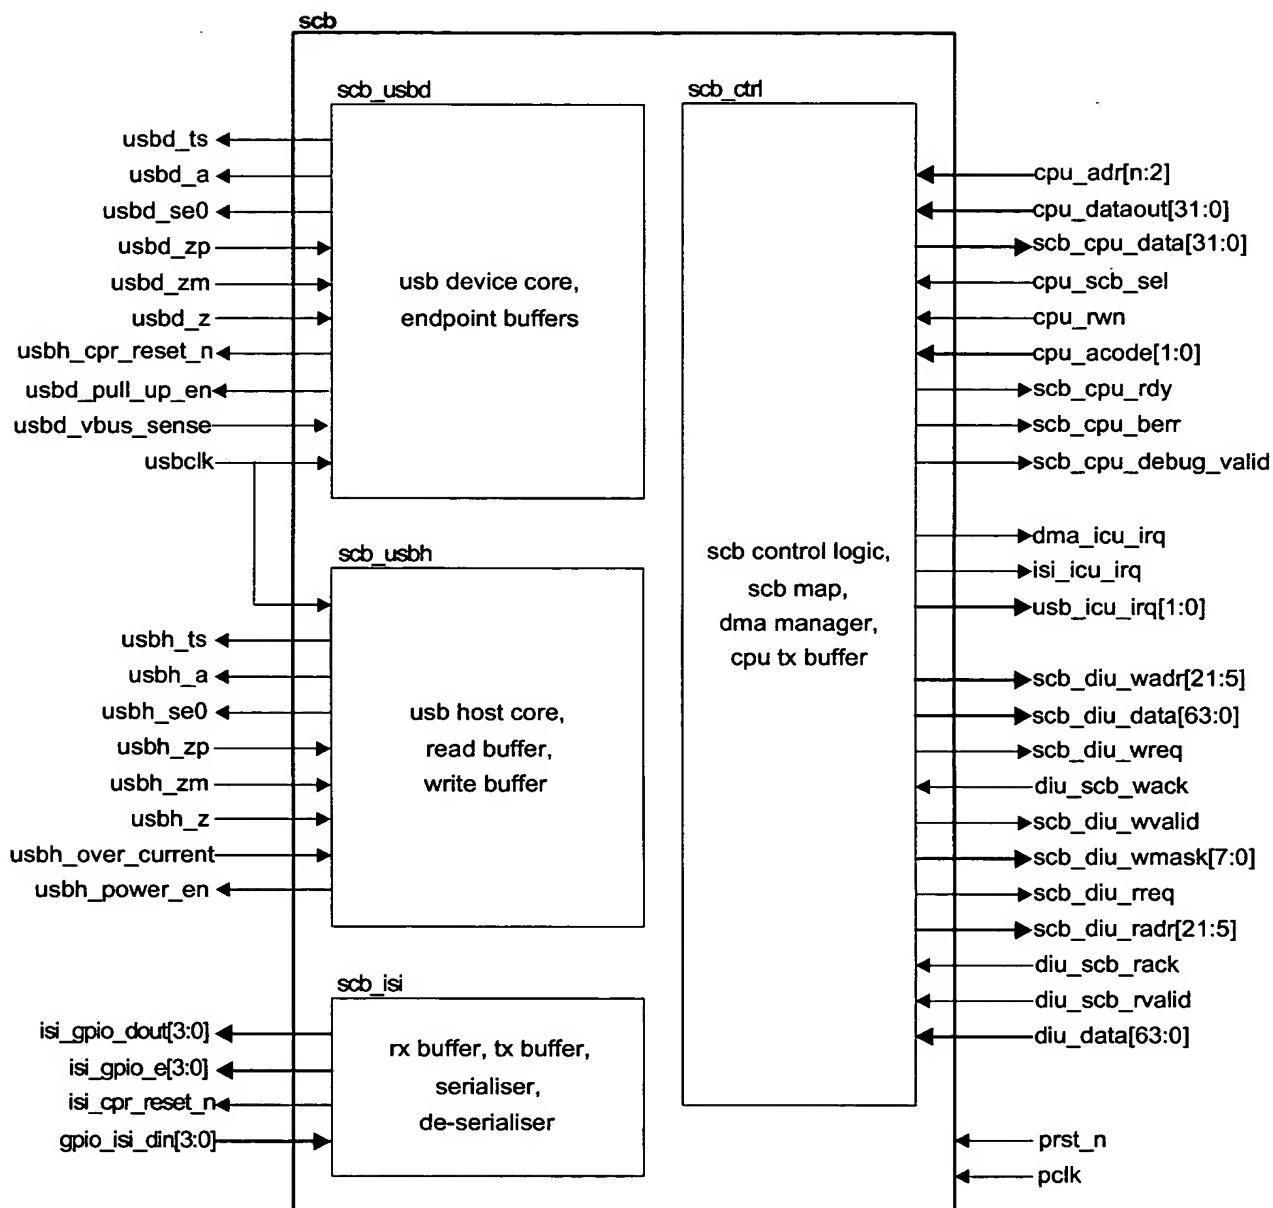 scb
scb_usbd
usbd_ts
usbd_a
usbd_se0
usbd_zp
usbd_zm
usbd_z
usbh_cpr_reset_n
usbd_pull_up_en
usbd_vbus_sense
usbclk
usb device core,
endpoint buffers
scb_usbh
usbh_ts
usbh_a
usbh_se0
usbh_zp
usbh_zm
usbh_z
usbh_over_current
usbh_power_en
usb host core,
read buffer,
write buffer
scb_isi
isi_gpio_dout[3:0]
isi_gpio_e[3:0]
isi_cpr_reset_n
gpio_isi_din[3:0]
rx buffer, tx buffer,
serialiser,
de-serialiser
scb_ctrl
scb control logic,
scb map,
dma manager,
cpu tx buffer
cpu_adr[n:2]
cpu_dataout[31:0]
scb_cpu_data[31:0]
cpu_scb_sel
cpu_rwn
cpu_acode[1:0]
scb_cpu_rdy
scb_cpu_berr
scb_cpu_debug_valid
dma_icu_irq
isi_icu_irq
usb_icu_irq[1:0]
scb_diu_wadr[21:5]
scb_diu_data[63:0]
scb_diu_wreq
diu_scb_wack
scb_diu_wvalid
scb_diu_wmask[7:0]
scb_diu_rreq
scb_diu_radr[21:5]
diu_scb_rack
diu_scb_rvalid
diu_data[63:0]
prst_n
pclk